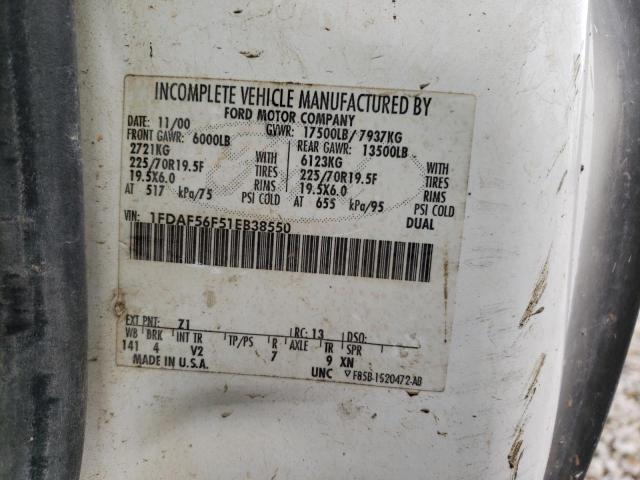 INCOMPLETE VEHICLE MANUFACTURED BY
FORD MOTOR COMPANY
DATE: 11/00 GVWR: 17500LB/ 7937KG
FRONT GAWR: 6000LB REAR GAWR: 13500LB
2721KG WITH 6123KG WITH
225/70R19.5F TIRES 225/70R19.5F TIRES
19.5X6.0 RIMS 19.5X6.0 RIMS
AT 517 kPa/75 PSI COLD AT 655 kPa/95 PSI COLD
DUAL
VIN: 1FDAF56F51EB38550
EXT PNT: Z1 RC: 13 DSO:
WB BRK INT TR TP/PS R AXLE TR SPR
141 4 V2 7 9 XN
MADE IN U.S.A. UNC ▽ F85B-1520472-AB